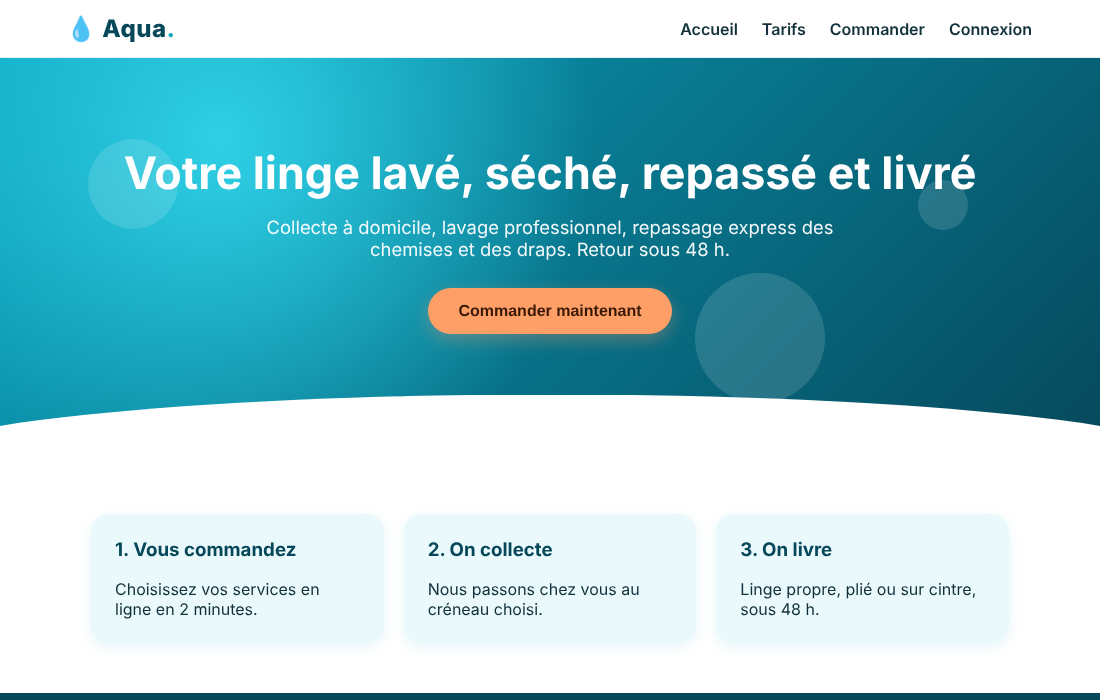 Aqua.
Accueil Tarifs Commander Connexion
Votre linge lavé, séché, repassé et livré
Collecte à domicile, lavage professionnel, repassage express des
chemises et des draps. Retour sous 48 h.
Commander maintenant
1. Vous commandez
Choisissez vos services en
ligne en 2 minutes.
2. On collecte
Nous passons chez vous au
créneau choisi.
3. On livre
Linge propre, plié ou sur cintre,
sous 48 h.